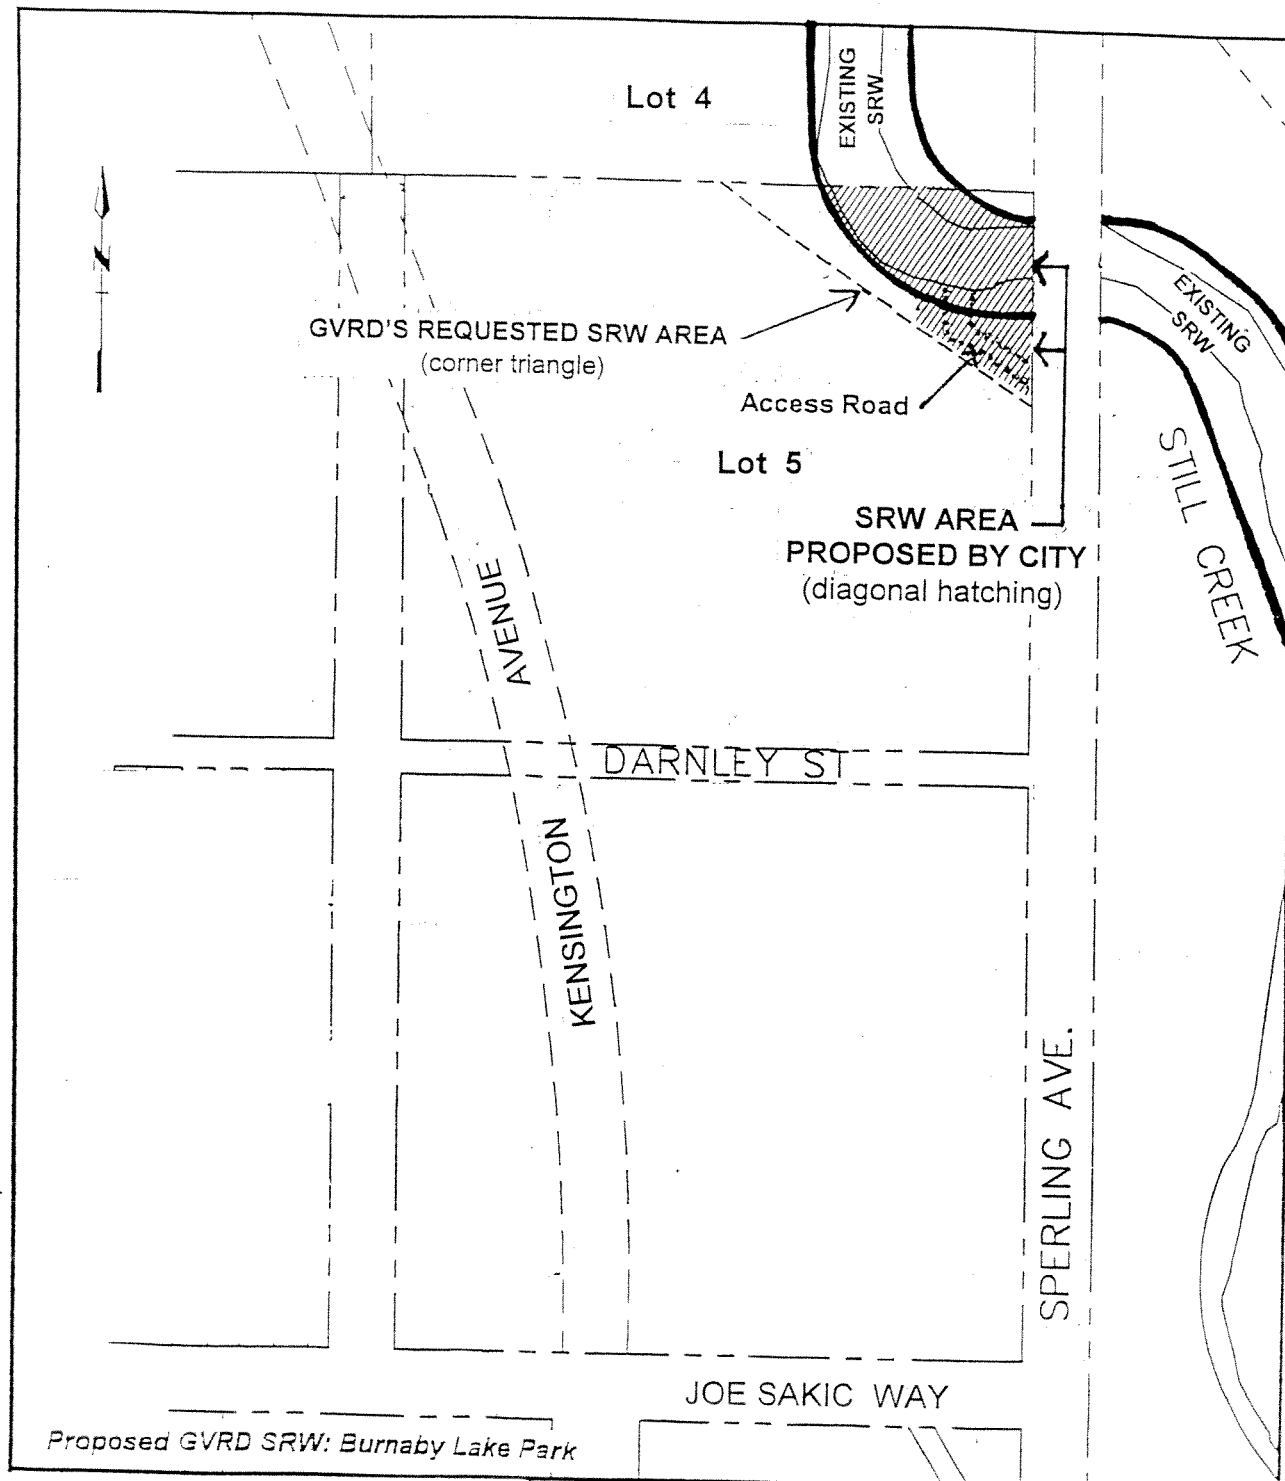 Lot 4
EXISTING
SRW
N
EXISTING
SRW
GVRD'S REQUESTED SRW AREA
(corner triangle)
Access Road
Lot 5
STILL CREEK
SRW AREA
PROPOSED BY CITY
(diagonal hatching)
AVENUE
DARNLEY ST
KENSINGTON
SPERLING AVE.
JOE SAKIC WAY
Proposed GVRD SRW: Burnaby Lake Park